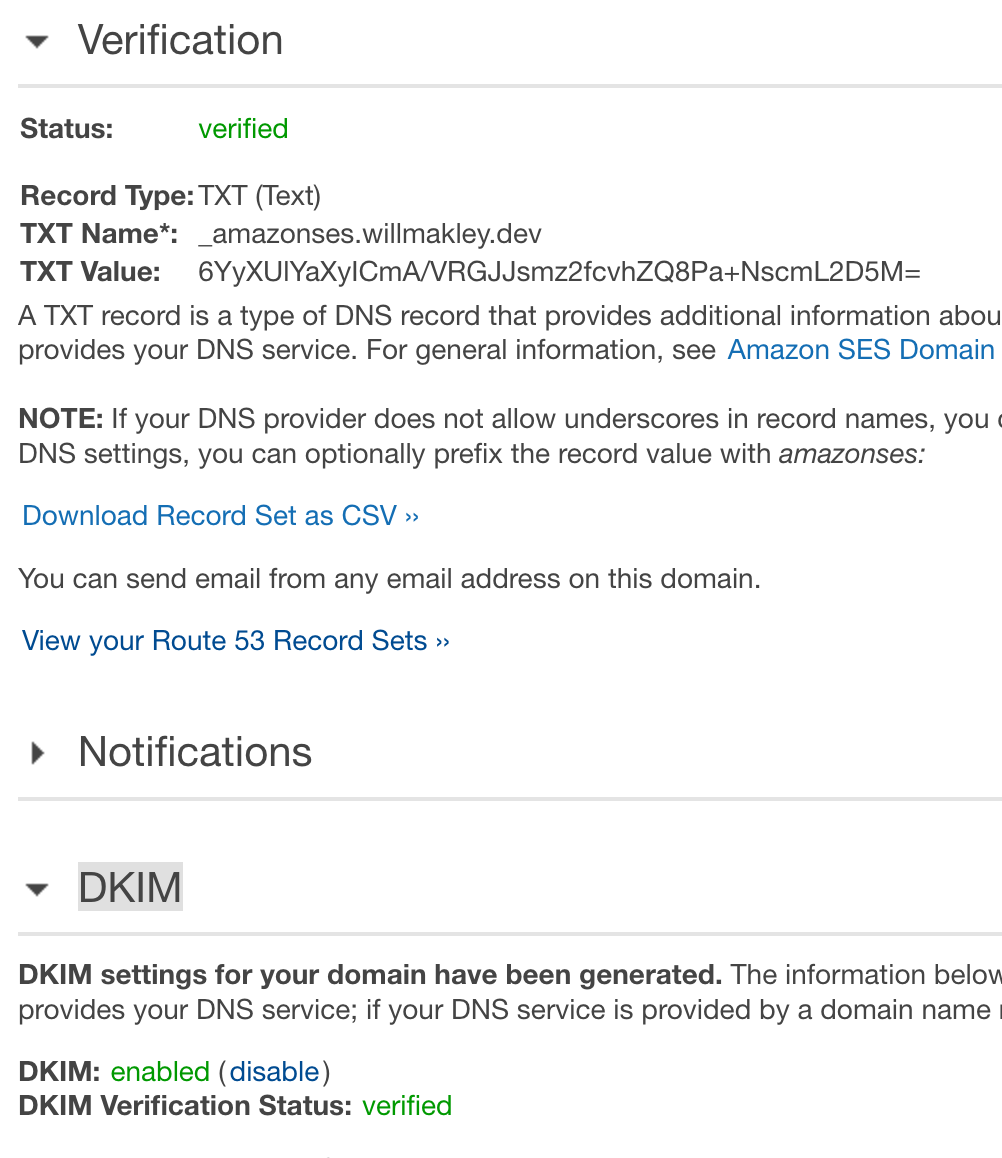 Verification
Status: verified
Record Type: TXT (Text)
TXT Name*: _amazonses.willmakley.dev
TXT Value: 6YyXUlYaXyICmA/VRGJJsmz2fcvhZQ8Pa+NscmL2D5M=
A TXT record is a type of DNS record that provides additional information abou
provides your DNS service. For general information, see Amazon SES Domain
NOTE: If your DNS provider does not allow underscores in record names, you
DNS settings, you can optionally prefix the record value with amazonses:
Download Record Set as CSV ››
You can send email from any email address on this domain.
View your Route 53 Record Sets ››
Notifications
DKIM
DKIM settings for your domain have been generated. The information below
provides your DNS service; if your DNS service is provided by a domain name
DKIM: enabled (disable)
DKIM Verification Status: verified